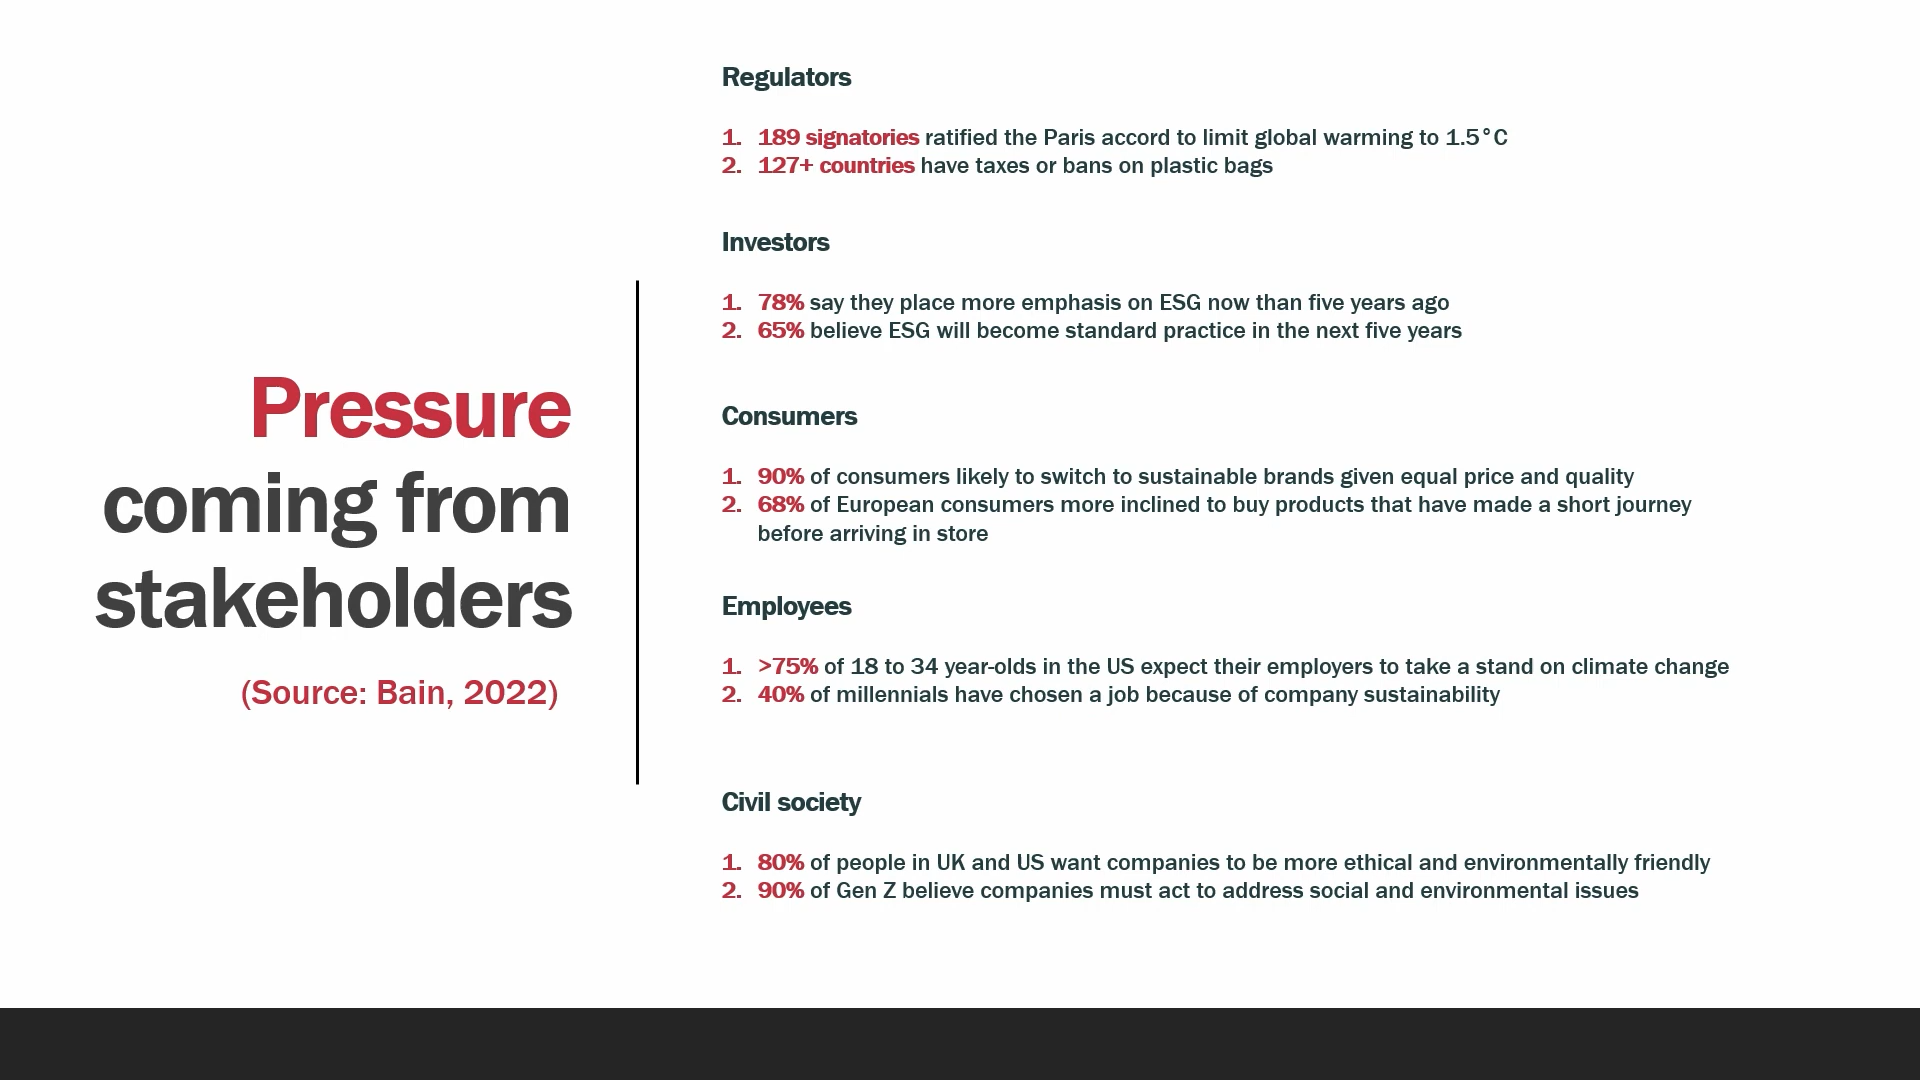 Pressure
coming from
stakeholders
(Source: Bain, 2022)
Regulators
1. 189 signatories ratified the Paris accord to limit global warming to 1.5°C
2. 127+ countries have taxes or bans on plastic bags
Investors
1. 78% say they place more emphasis on ESG now than five years ago
2. 65% believe ESG will become standard practice in the next five years
Consumers
1. 90% of consumers likely to switch to sustainable brands given equal price and quality
2. 68% of European consumers more inclined to buy products that have made a short journey
before arriving in store
Employees
1. >75% of 18 to 34 year-olds in the US expect their employers to take a stand on climate change
2. 40% of millennials have chosen a job because of company sustainability
Civil society
1. 80% of people in UK and US want companies to be more ethical and environmentally friendly
2. 90% of Gen Z believe companies must act to address social and environmental issues